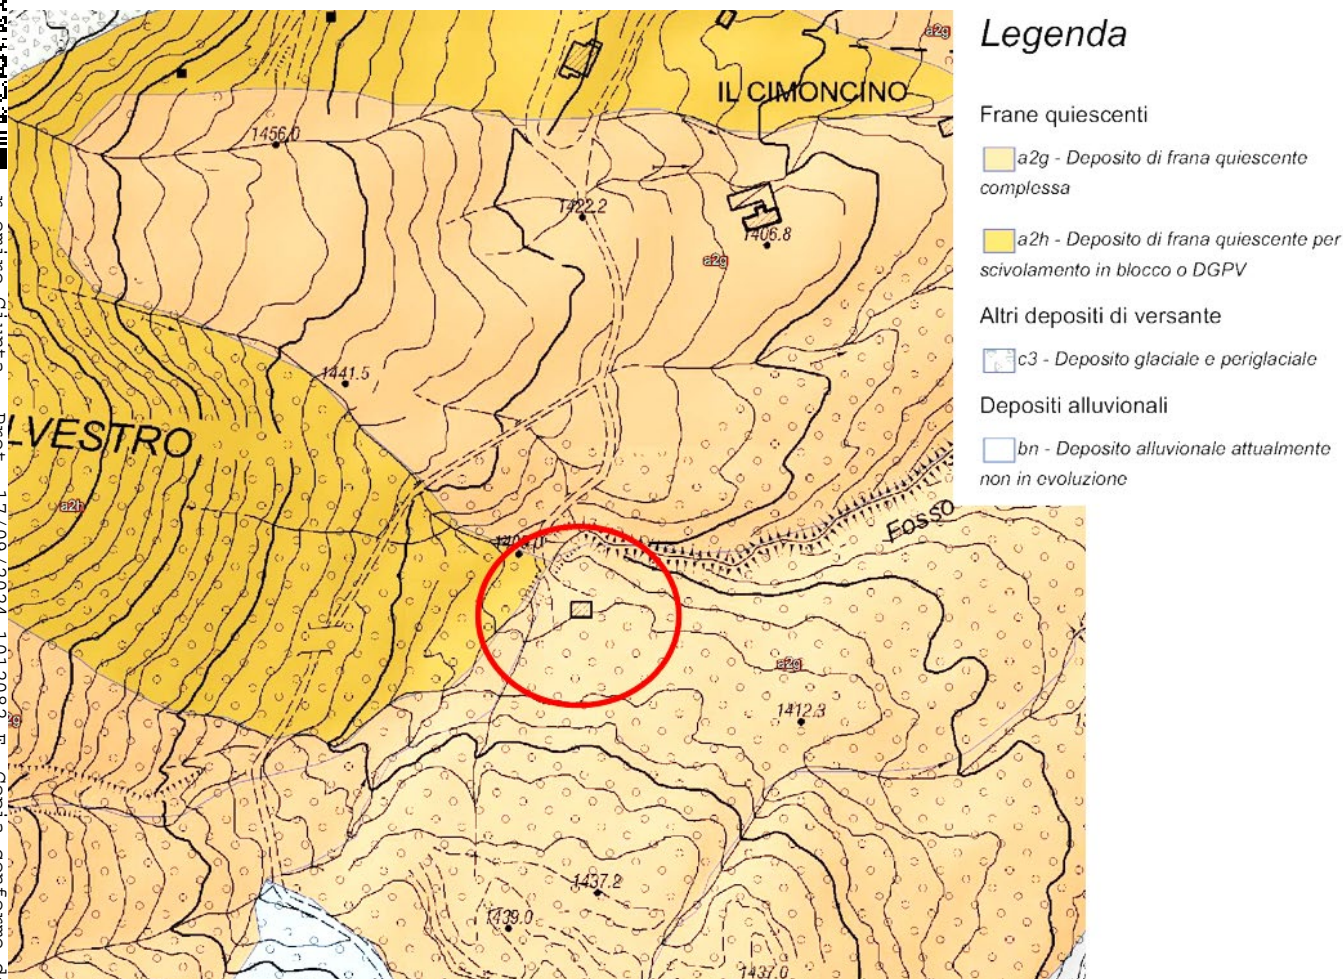 Legenda
Frane quiescenti
a2g - Deposito di frana quiescente
complessa
a2h - Deposito di frana quiescente per
scivolamento in blocco o DGPV
Altri depositi di versante
c3 - Deposito glaciale e periglaciale
Depositi alluvionali
bn - Deposito alluvionale attualmente
non in evoluzione
a2g
IL CIMONCINO
1456.0
1422.2
1406.8
a2g
1441.5
LVESTRO
a2h
FOSSO
a2g
1412.3
1437.2
1439.0
1437.0